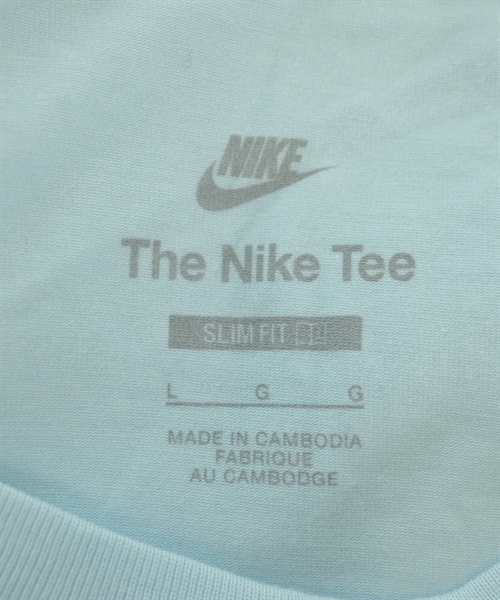 NIKE
The Nike Tee
SLIM FIT
L G G
MADE IN CAMBODIA
FABRIQUE
AU CAMBODGE